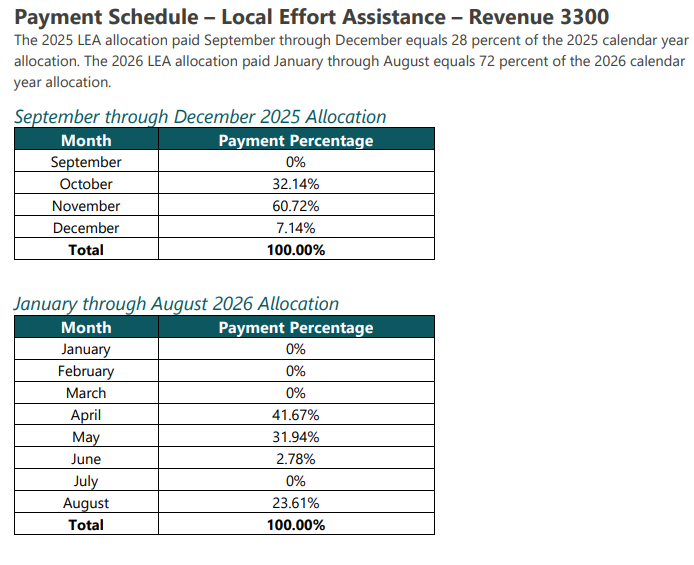 Payment Schedule – Local Effort Assistance – Revenue 3300
The 2025 LEA allocation paid September through December equals 28 percent of the 2025 calendar year
allocation. The 2026 LEA allocation paid January through August equals 72 percent of the 2026 calendar
year allocation.
September through December 2025 Allocation
Month Payment Percentage
September 0%
October 32.14%
November 60.72%
December 7.14%
Total 100.00%
January through August 2026 Allocation
Month Payment Percentage
January 0%
February 0%
March 0%
April 41.67%
May 31.94%
June 2.78%
July 0%
August 23.61%
Total 100.00%